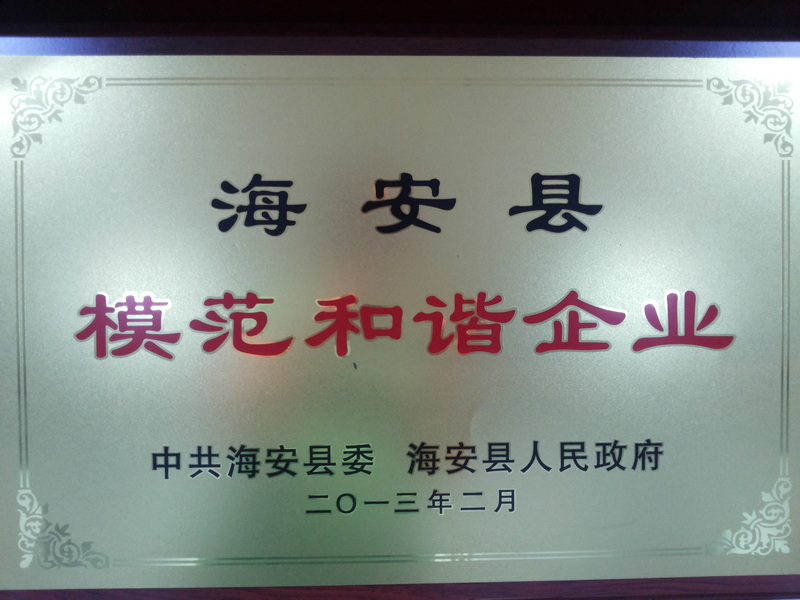 海安县
模范和谐企业
中共海安县委 海安县人民政府
二〇一三年二月